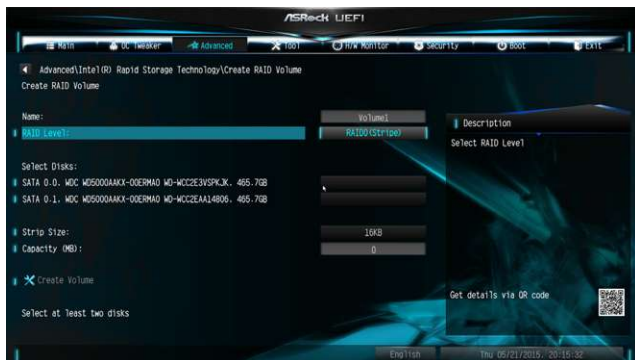 ASRock UEFI
Main OC Tweaker Advanced Tool H/W Monitor Security Boot Exit
Advanced\Intel(R) Rapid Storage Technology\Create RAID Volume
Create RAID Volume
Name: Volume1
RAID Level: RAID0(Stripe)
Select Disks:
SATA 0.0. WDC WD5000AAKX-00ERMA0 WD-WCC2E3VSPKJK. 465.7GB
SATA 0.1. WDC WD5000AAKX-00ERMA0 WD-WCC2EAA14806. 465.7GB
Strip Size: 16KB
Capacity (MB): 0
Create Volume
Select at least two disks
Description
Select RAID Level
Get details via QR code
English Thu 05/21/2015. 20:15:32